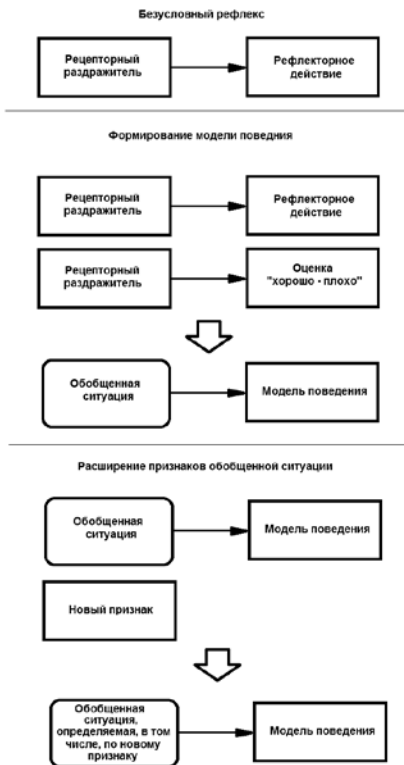 Безусловный рефлекс
Рецепторный
раздражитель
Рефлекторное
действие
Формирование модели поведния
Рецепторный
раздражитель
Рефлекторное
действие
Рецепторный
раздражитель
Оценка
"хорошо - плохо"
Обобщенная
ситуация
Модель поведения
Расширение признаков обобщенной ситуации
Обобщенная
ситуация
Модель поведения
Новый признак
Обобщенная
ситуация,
определяемая, в том
числе, по новому
признаку
Модель поведения